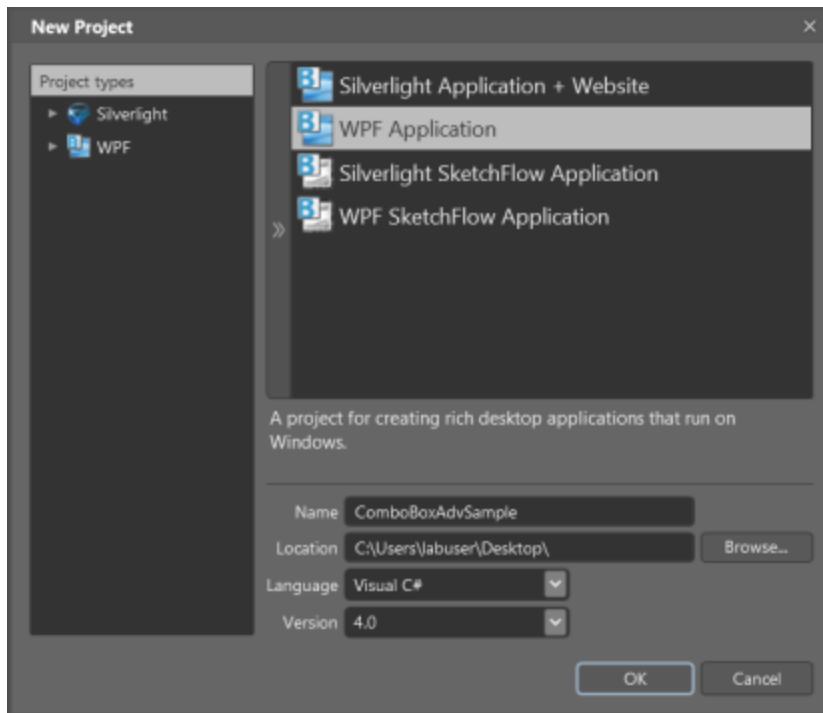 New Project
Project types
Silverlight
WPF
Silverlight Application + Website
WPF Application
Silverlight SketchFlow Application
WPF SketchFlow Application
A project for creating rich desktop applications that run on
Windows.
Name ComboBoxAdvSample
Location C:\Users\labuser\Desktop\ Browse...
Language Visual C#
Version 4.0
OK Cancel